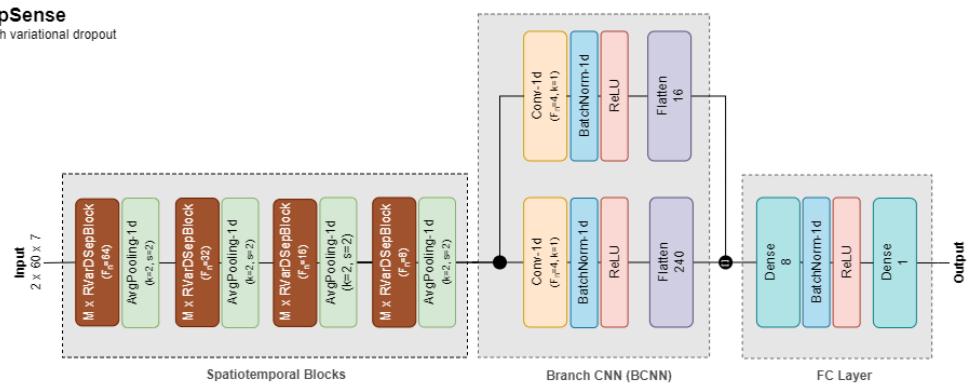 pSense
h variational dropout
Input
2 x 60 x 7
M x RVarDSepBlock
(Fn=64)
AvgPooling-1d
(k=2, s=2)
M x RVarDSepBlock
(Fn=32)
AvgPooling-1d
(k=2, s=2)
M x RVarDSepBlock
(Fn=16)
AvgPooling-1d
(k=2, s=2)
M x RVarDSepBlock
(Fn=8)
AvgPooling-1d
(k=2, s=2)
Spatiotemporal Blocks
Conv-1d
(F_n=4, k=1)
BatchNorm-1d
ReLU
Flatten
16
Conv-1d
(F_n=4, k=1)
BatchNorm-1d
ReLU
Flatten
240
Branch CNN (BCNN)
Dense
8
BatchNorm-1d
ReLU
Dense
1
FC Layer
Output